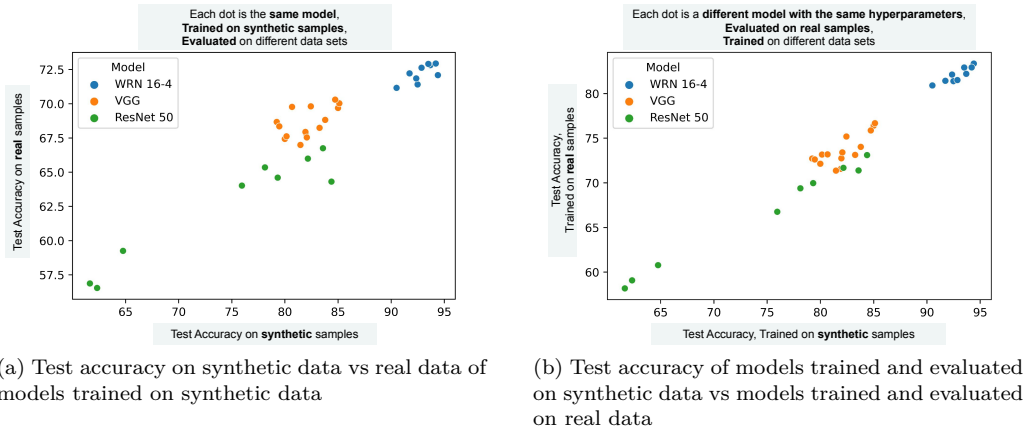 Each dot is the same model,
Trained on synthetic samples,
Evaluated on different data sets
Model
WRN 16-4
VGG
ResNet 50
72.5
70.0
67.5
65.0
62.5
60.0
57.5
65
70
75
80
85
90
95
Test Accuracy on real samples
Test Accuracy on synthetic samples
(a) Test accuracy on synthetic data vs real data of
models trained on synthetic data
Each dot is a different model with the same hyperparameters,
Evaluated on real samples,
Trained on different data sets
Model
WRN 16-4
VGG
ResNet 50
80
75
70
65
60
65
70
75
80
85
90
95
Test Accuracy,
Trained on real samples
Test Accuracy, Trained on synthetic samples
(b) Test accuracy of models trained and evaluated
on synthetic data vs models trained and evaluated
on real data